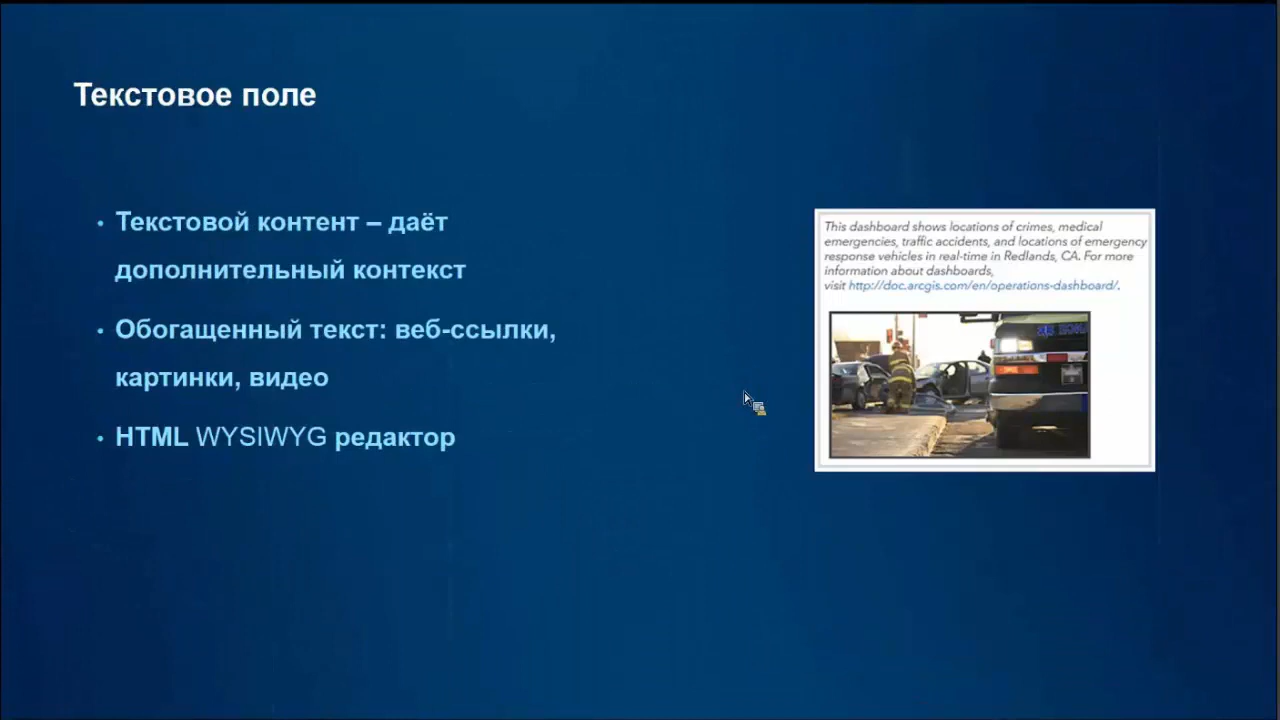 Текстовое поле
• Текстовой контент – даёт
дополнительный контекст
• Обогащенный текст: веб-ссылки,
картинки, видео
• HTML WYSIWYG редактор
This dashboard shows locations of crimes, medical
emergencies, traffic accidents, and locations of emergency
response vehicles in real-time in Redlands, CA. For more
information about dashboards,
visit http://doc.arcgis.com/en/operations-dashboard/.